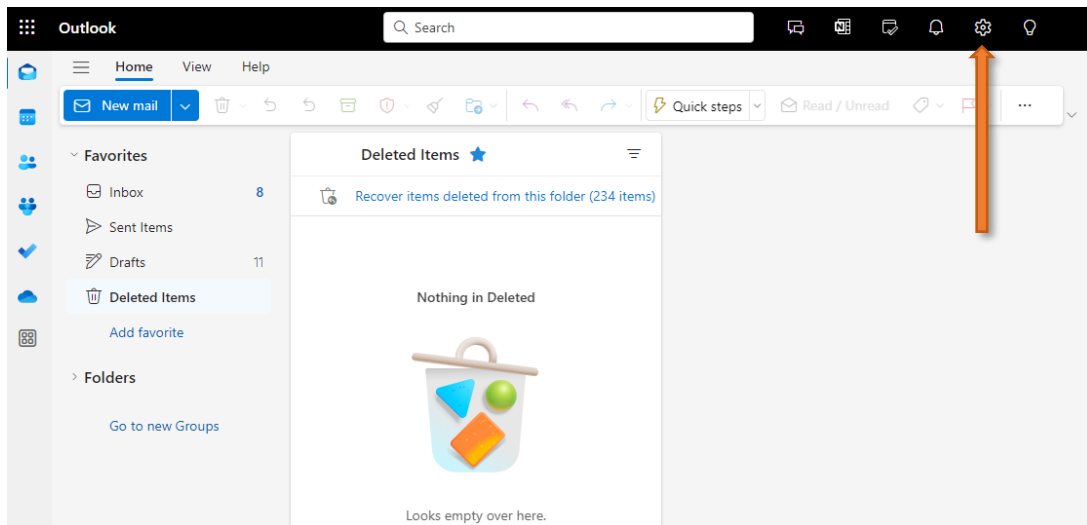 Outlook
Search
Home View Help
New mail
Quick steps
Read / Unread
Favorites
Inbox 8
Sent Items
Drafts 11
Deleted Items
Add favorite
Folders
Go to new Groups
Deleted Items
Recover items deleted from this folder (234 items)
Nothing in Deleted
Looks empty over here.